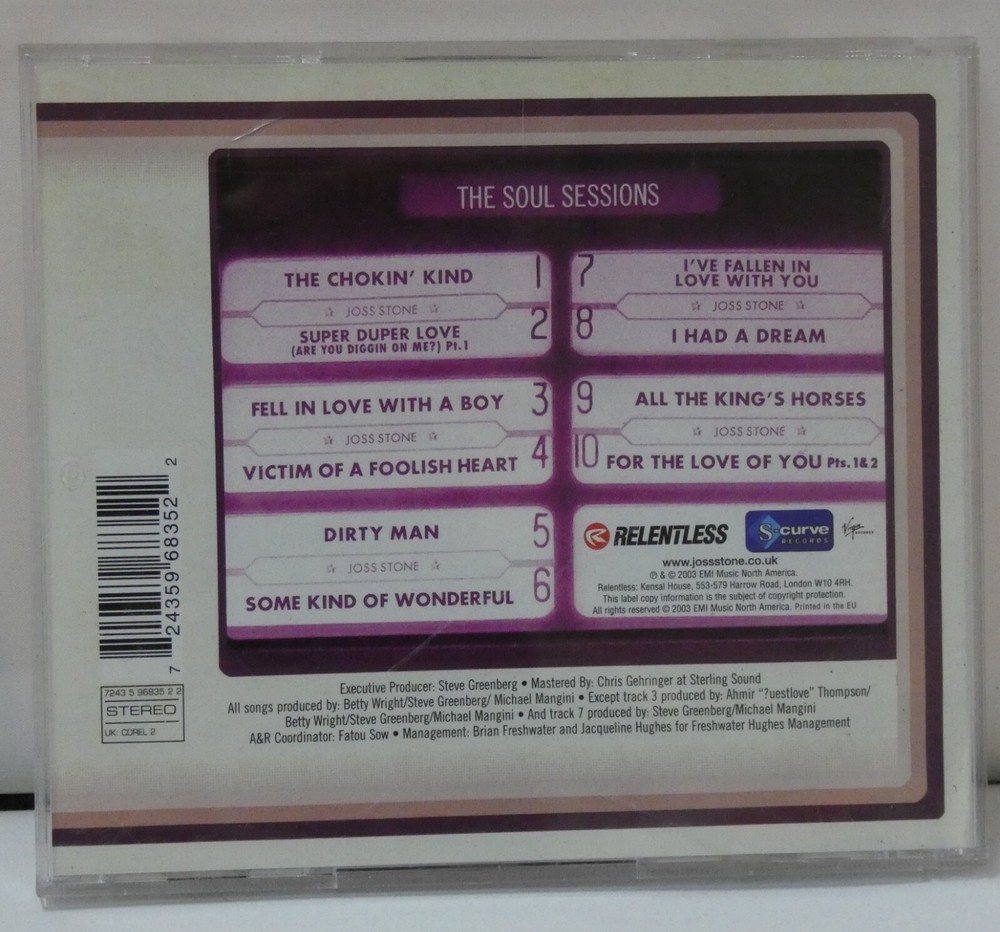 THE SOUL SESSIONS
THE CHOKIN' KIND 1
JOSS STONE
SUPER DUPER LOVE 2
(ARE YOU DIGGIN ON ME?) Pt.1
FELL IN LOVE WITH A BOY 3
JOSS STONE
VICTIM OF A FOOLISH HEART 4
DIRTY MAN 5
JOSS STONE
SOME KIND OF WONDERFUL 6
7 I'VE FALLEN IN
LOVE WITH YOU
JOSS STONE
8 I HAD A DREAM
9 ALL THE KING'S HORSES
JOSS STONE
10 FOR THE LOVE OF YOU Pts. 1&2
RELENTLESS S-curve RECORDS Virgin
www.jossstone.co.uk
℗ & © 2003 EMI Music North America.
Relentless: Kensal House, 553-579 Harrow Road, London W10 4RH.
This label copy information is the subject of copyright protection.
All rights reserved © 2003 EMI Music North America. Printed in the EU
7 24359 68352 2
7243 5 96835 2 2
STEREO
UK: CDREL 2
Executive Producer: Steve Greenberg • Mastered By: Chris Gehringer at Sterling Sound
All songs produced by: Betty Wright/Steve Greenberg/ Michael Mangini • Except track 3 produced by: Ahmir "?uestlove" Thompson/
Betty Wright/Steve Greenberg/Michael Mangini • And track 7 produced by: Steve Greenberg/Michael Mangini
A&R Coordinator: Fatou Sow • Management: Brian Freshwater and Jacqueline Hughes for Freshwater Hughes Management